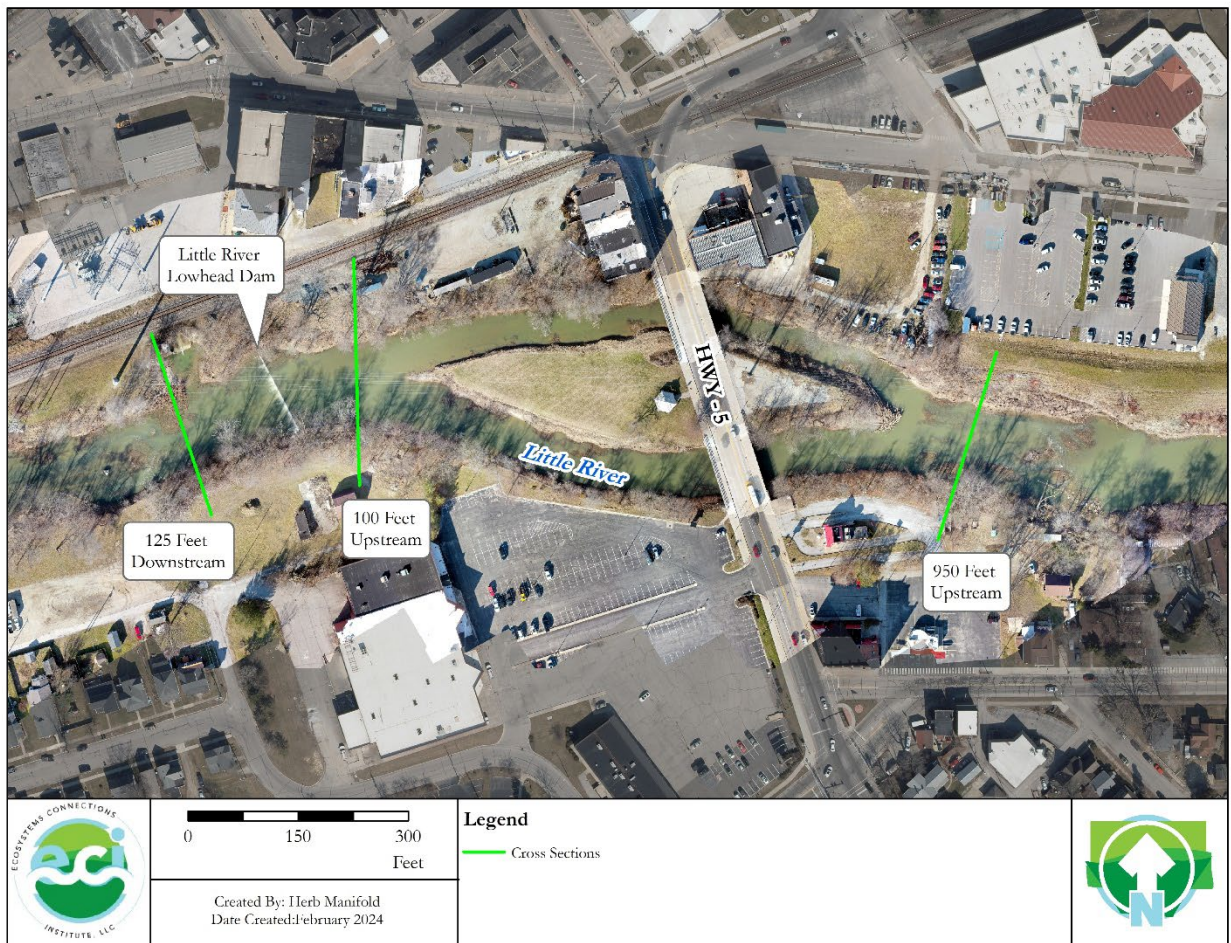 Little River
Lowhead Dam
HWY - 5
Little River
125 Feet
Downstream
100 Feet
Upstream
950 Feet
Upstream
ECOSYSTEMS CONNECTIONS
eci
INSTITUTE, LLC
0 150 300
Feet
Created By: Herb Manifold
Date Created:February 2024
Legend
Cross Sections
N